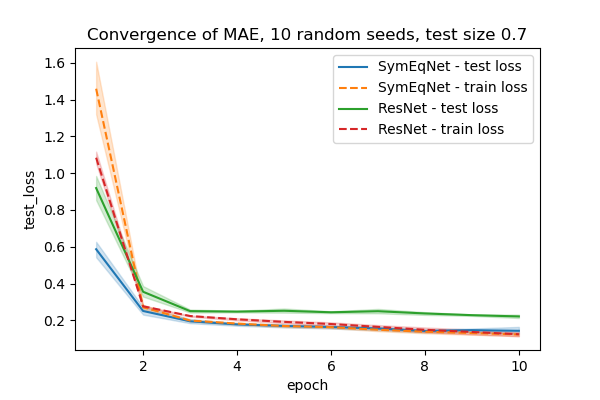 Convergence of MAE, 10 random seeds, test size 0.7
1.6
1.4
1.2
1.0
0.8
0.6
0.4
0.2
test_loss
SymEqNet - test loss
SymEqNet - train loss
ResNet - test loss
ResNet - train loss
2 4 6 8 10
epoch